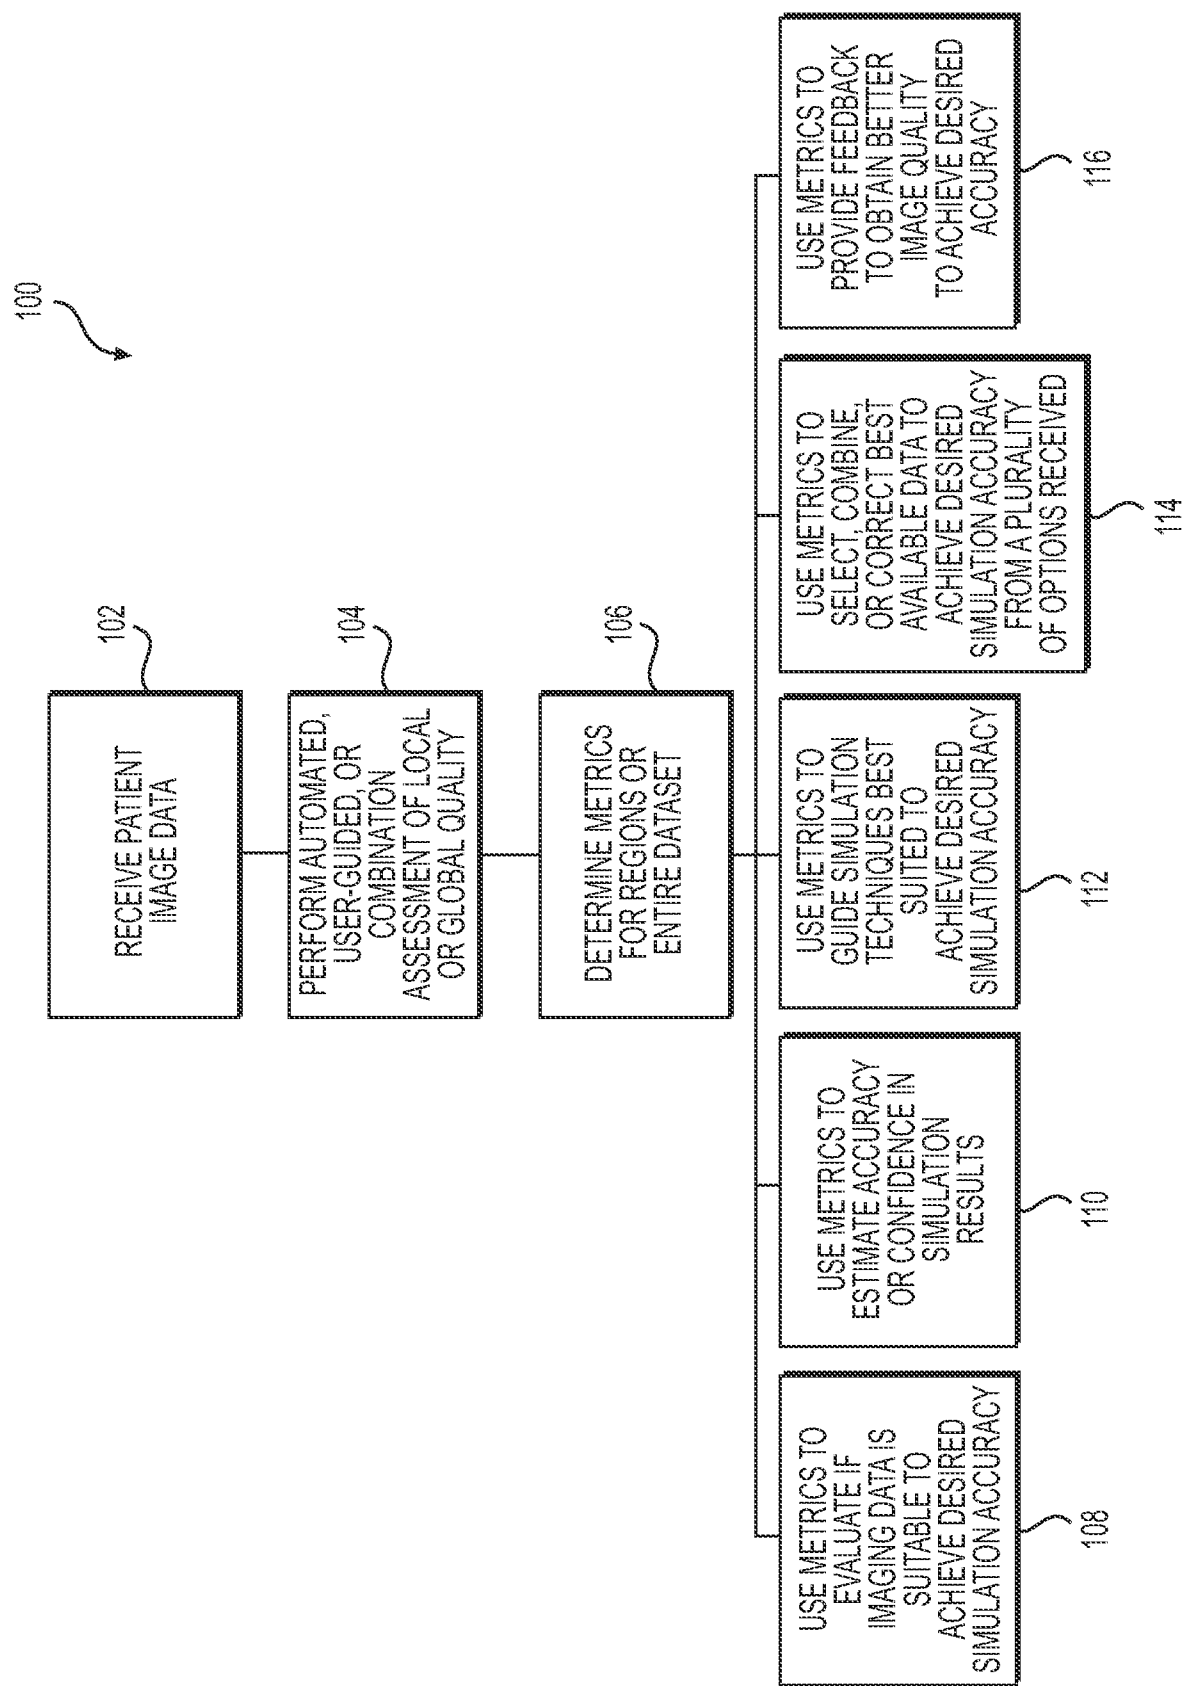 100
102
RECEIVE PATIENT
IMAGE DATA
104
PERFORM AUTOMATED,
USER-GUIDED, OR
COMBINATION
ASSESSMENT OF LOCAL
OR GLOBAL QUALITY
106
DETERMINE METRICS
FOR REGIONS OR
ENTIRE DATASET
USE METRICS TO
EVALUATE IF
IMAGING DATA IS
SUITABLE TO
ACHIEVE DESIRED
SIMULATION ACCURACY
108
USE METRICS TO
ESTIMATE ACCURACY
OR CONFIDENCE IN
SIMULATION
RESULTS
110
USE METRICS TO
GUIDE SIMULATION
TECHNIQUES BEST
SUITED TO
ACHIEVE DESIRED
SIMULATION ACCURACY
112
USE METRICS TO
SELECT, COMBINE,
OR CORRECT BEST
AVAILABLE DATA TO
ACHIEVE DESIRED
SIMULATION ACCURACY
FROM A PLURALITY
OF OPTIONS RECEIVED
114
USE METRICS TO
PROVIDE FEEDBACK
TO OBTAIN BETTER
IMAGE QUALITY
TO ACHIEVE DESIRED
ACCURACY
116